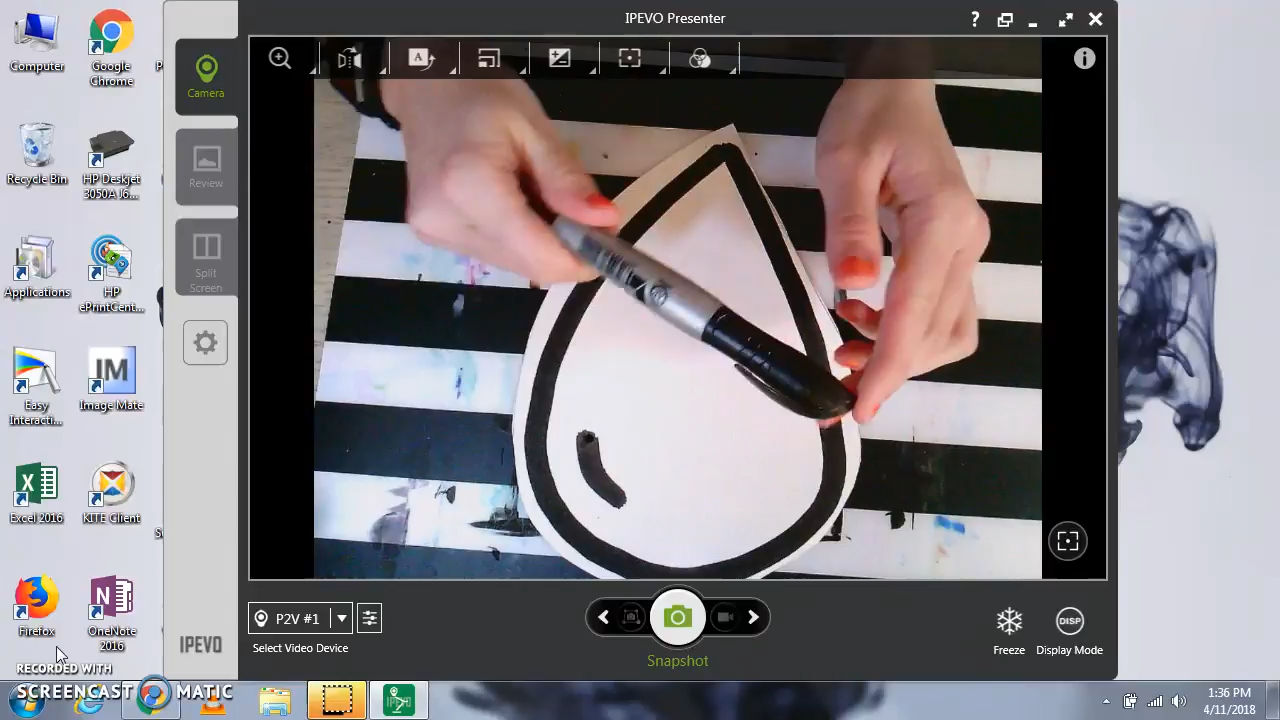 IPEVO Presenter
?
Computer
Google
Chrome
Camera
Recycle Bin
HP Deskjet
3050A J6...
Review
Applications
HP
ePrintCent...
Split
Screen
Easy
Interacti...
Image Mate
IM
Excel 2016
KITE Client
Firefox
OneNote
2016
IPEVO
P2V #1
Select Video Device
Snapshot
Freeze
DISP
Display Mode
RECORDED WITH
SCREENCAST MATIC
IPEVO
1:36 PM
4/11/2018